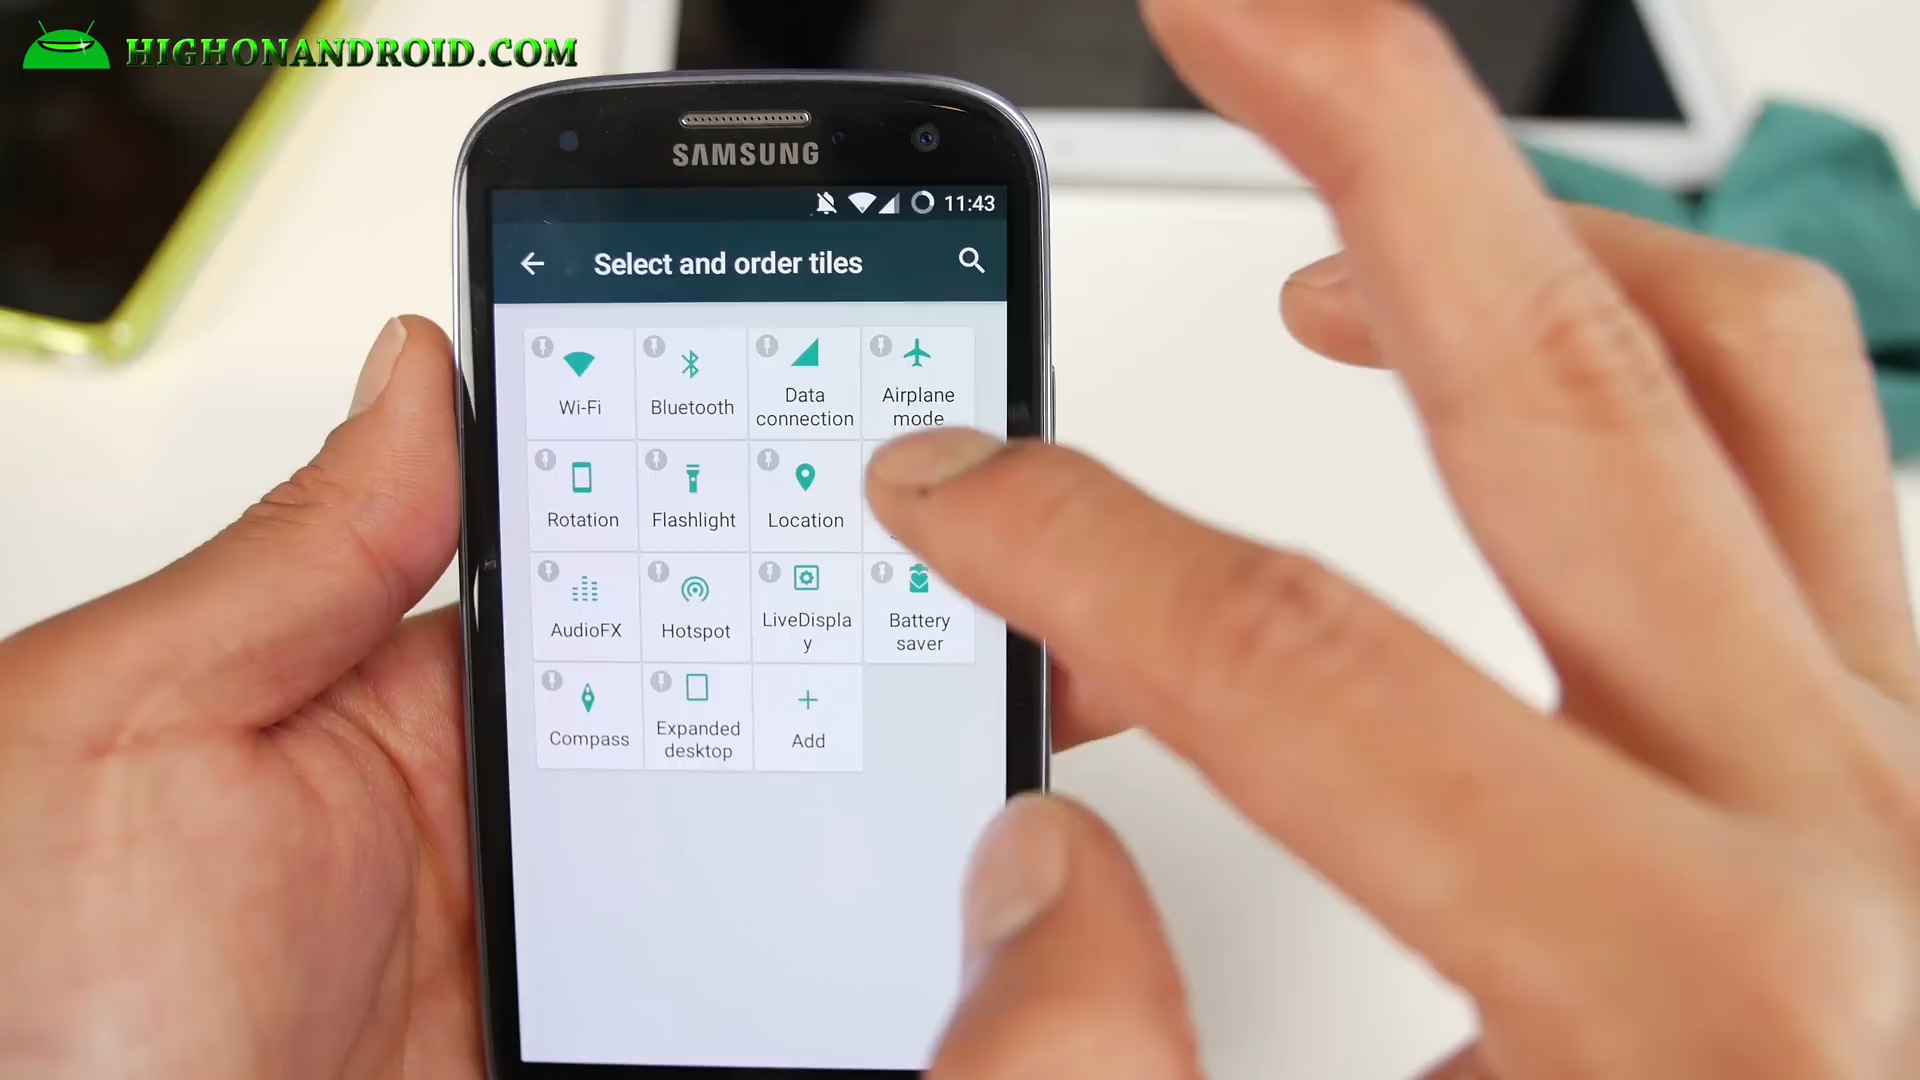 HIGHONANDROID.COM
SAMSUNG
11:43
Select and order tiles
Wi-Fi
Bluetooth
Data
connection
Airplane
mode
Rotation
Flashlight
Location
AudioFX
Hotspot
LiveDispla
y
Battery
saver
Compass
Expanded
desktop
Add